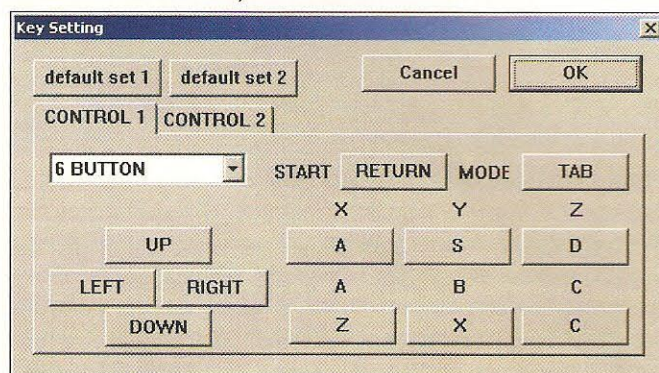 Key Setting
default set 1 default set 2 Cancel OK
CONTROL 1 CONTROL 2
6 BUTTON START RETURN MODE TAB
X Y Z
UP A S D
LEFT RIGHT A B C
DOWN Z X C